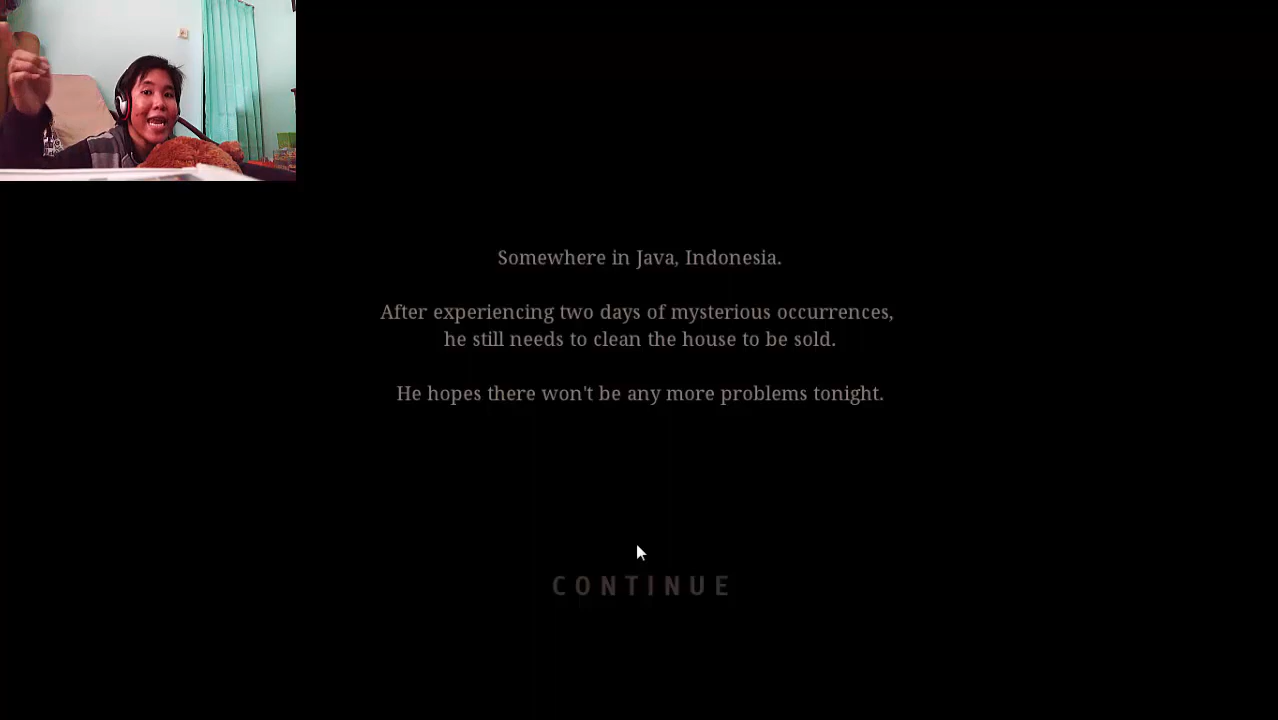 Somewhere in Java, Indonesia.
After experiencing two days of mysterious occurrences,
he still needs to clean the house to be sold.
He hopes there won't be any more problems tonight.
CONTINUE